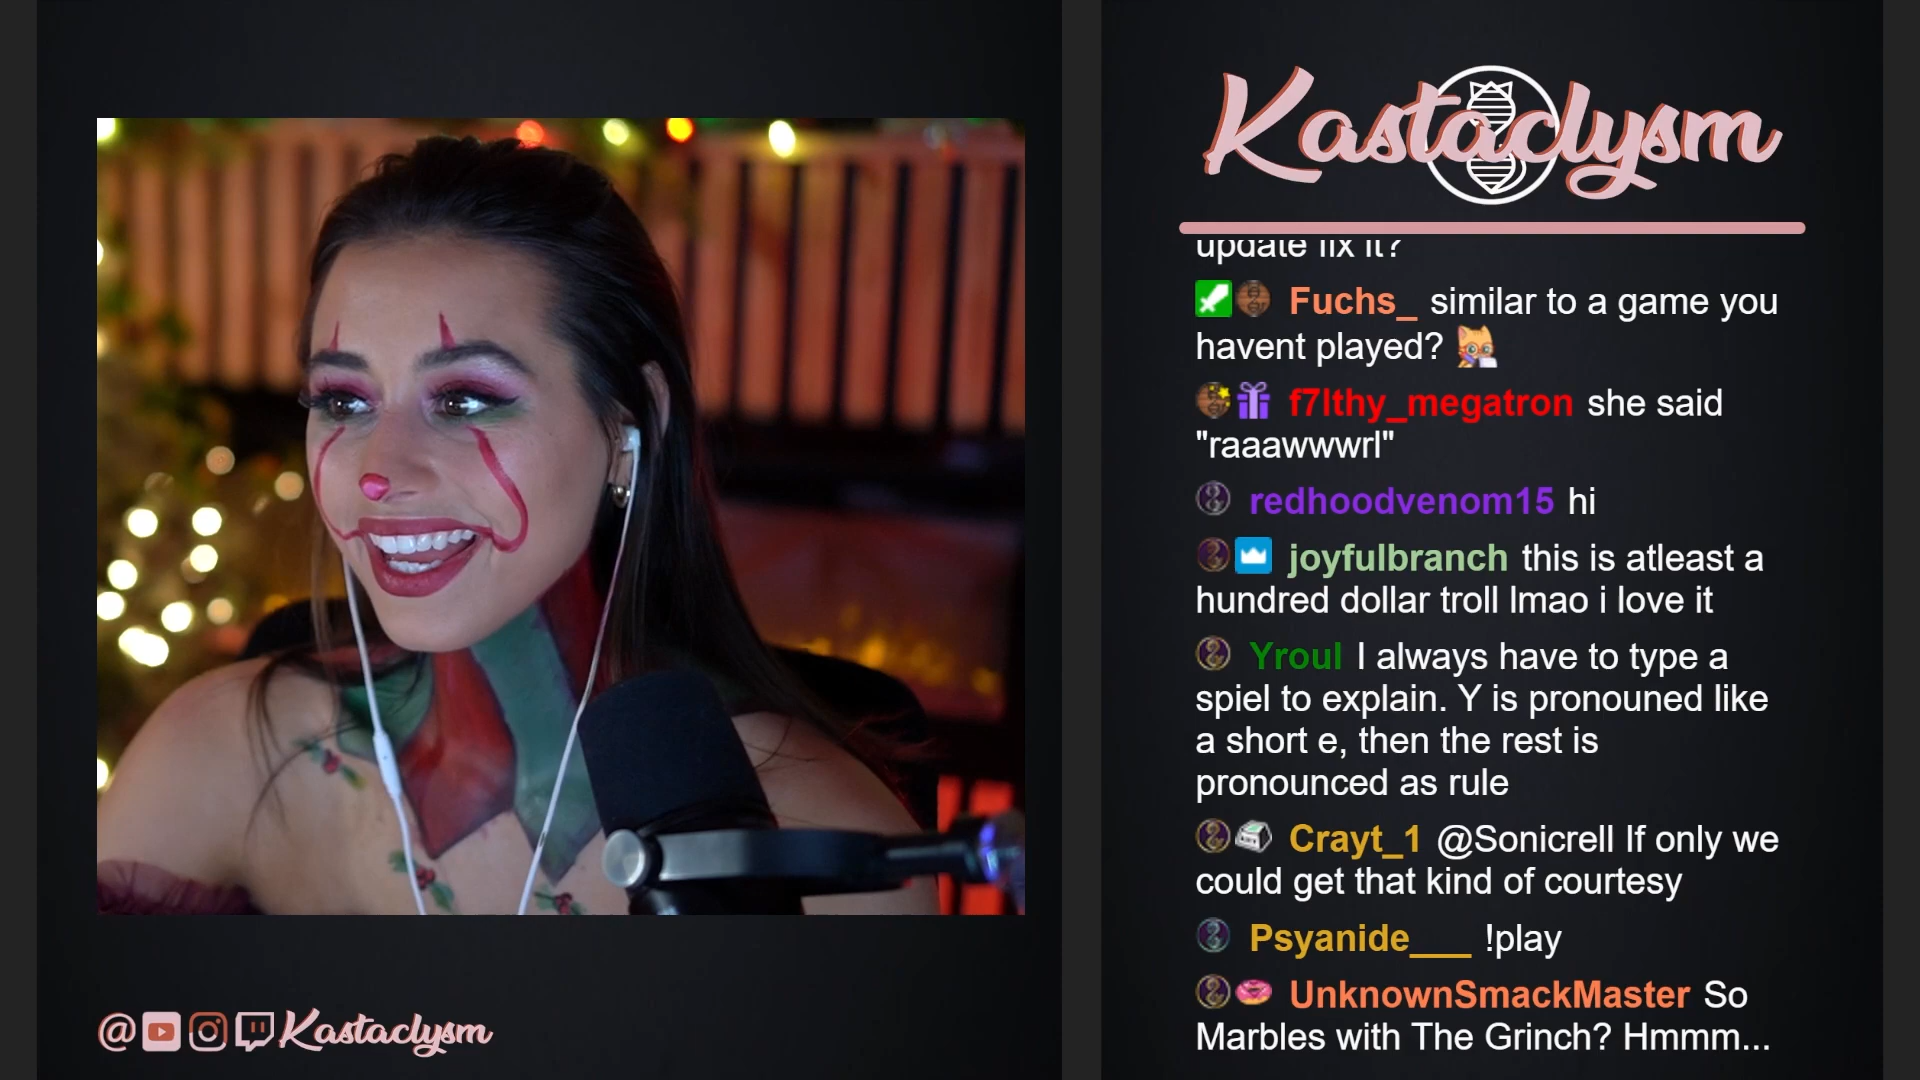 Kastaclysm
update fix it?
Fuchs_ similar to a game you
havent played?
f7lthy_megatron she said
"raaawwwrl"
redhoodvenom15 hi
joyfulbranch this is atleast a
hundred dollar troll lmao i love it
Yroul I always have to type a
spiel to explain. Y is pronouned like
a short e, then the rest is
pronounced as rule
Crayt_1 @Sonicrell If only we
could get that kind of courtesy
Psyanide___ !play
UnknownSmackMaster So
Marbles with The Grinch? Hmmm...
@ Kastaclysm